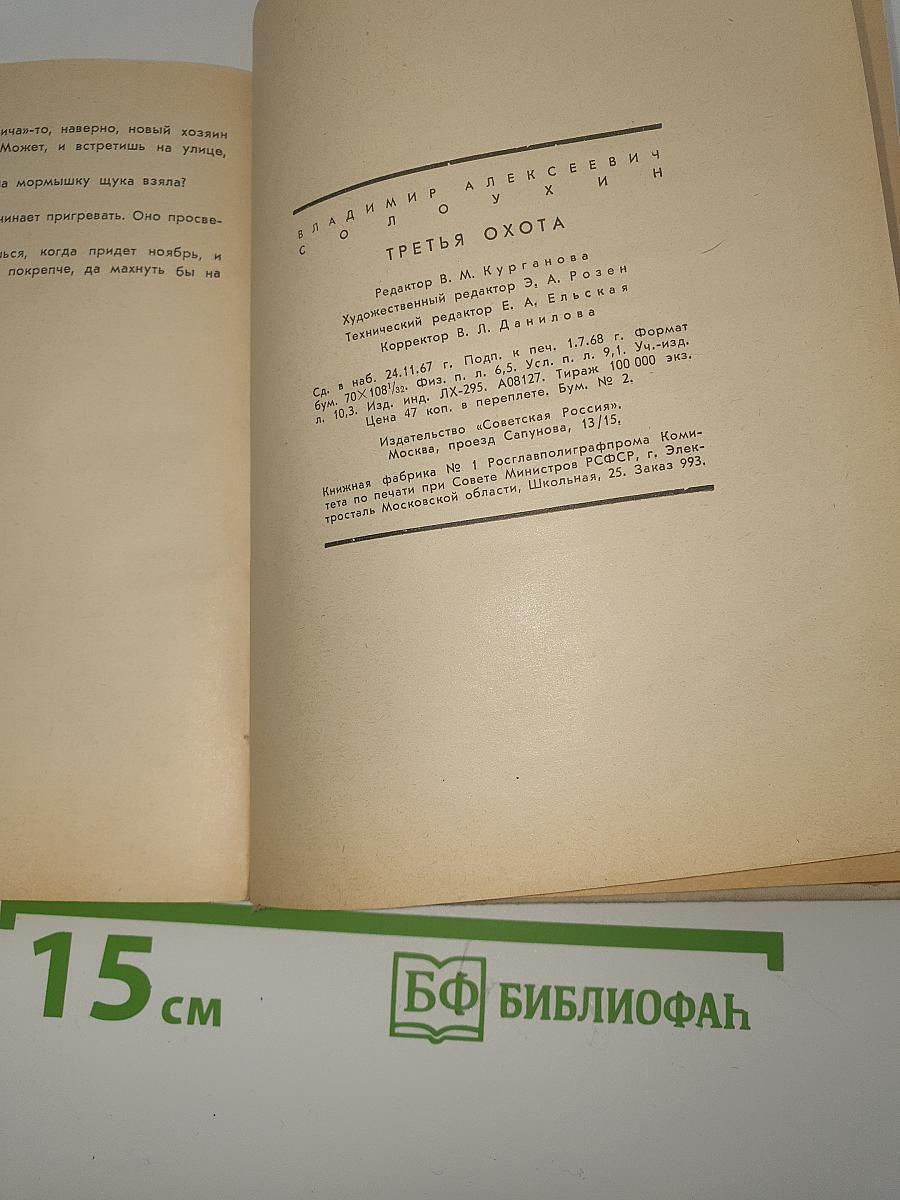 ича»-то, наверно, новый хозяин
Может, и встретишь на улице,
а мормышку щука взяла?
чинает пригревать. Оно просве-
ься, когда придет ноябрь, и
покрепче, да махнуть бы на
ВЛАДИМИР АЛЕКСЕЕВИЧ
СОЛОУХИН
ТРЕТЬЯ ОХОТА
Редактор В. М. Курганова
Художественный редактор Э. А. Розен
Технический редактор Е. А. Ельская
Корректор В. Л. Данилова
Сд. в наб. 24.11.67 г. Подп. к печ. 1.7.68 г. Формат
бум. 70×108¹/₃₂. Физ. п. л. 6,5. Усл. п. л. 9,1. Уч.-изд.
л. 10,3. Изд. инд. ЛХ-295. А08127. Тираж 100 000 экз.
Цена 47 коп. в переплете. Бум. № 2.
Издательство «Советская Россия».
Москва, проезд Сапунова, 13/15.
Книжная фабрика № 1 Росглавполиграфпрома Коми-
тета по печати при Совете Министров РСФСР, г. Элек-
тросталь Московской области, Школьная, 25. Заказ 993.
15 см
БФ БИБЛИОФАЂ